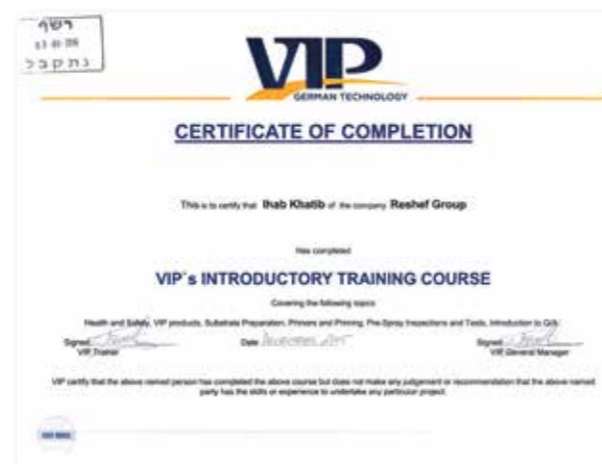 רשף
נתקבל
VIP
GERMAN TECHNOLOGY
CERTIFICATE OF COMPLETION
This is to certify that Ihab Khatib of the company Reshef Group
Has completed
VIP's INTRODUCTORY TRAINING COURSE
Covering the following topics
Health and Safety, VIP products, Substrate Preparation, Primers and Priming, Pre-Spray Inspections and Tests, Introduction to Q/A
Signed Date Signed
VIP Trainer VIP General Manager
VIP certify that the above named person has completed the above course but does not make any judgement or recommendation that the above named
party has the skills or experience to undertake any particular project.